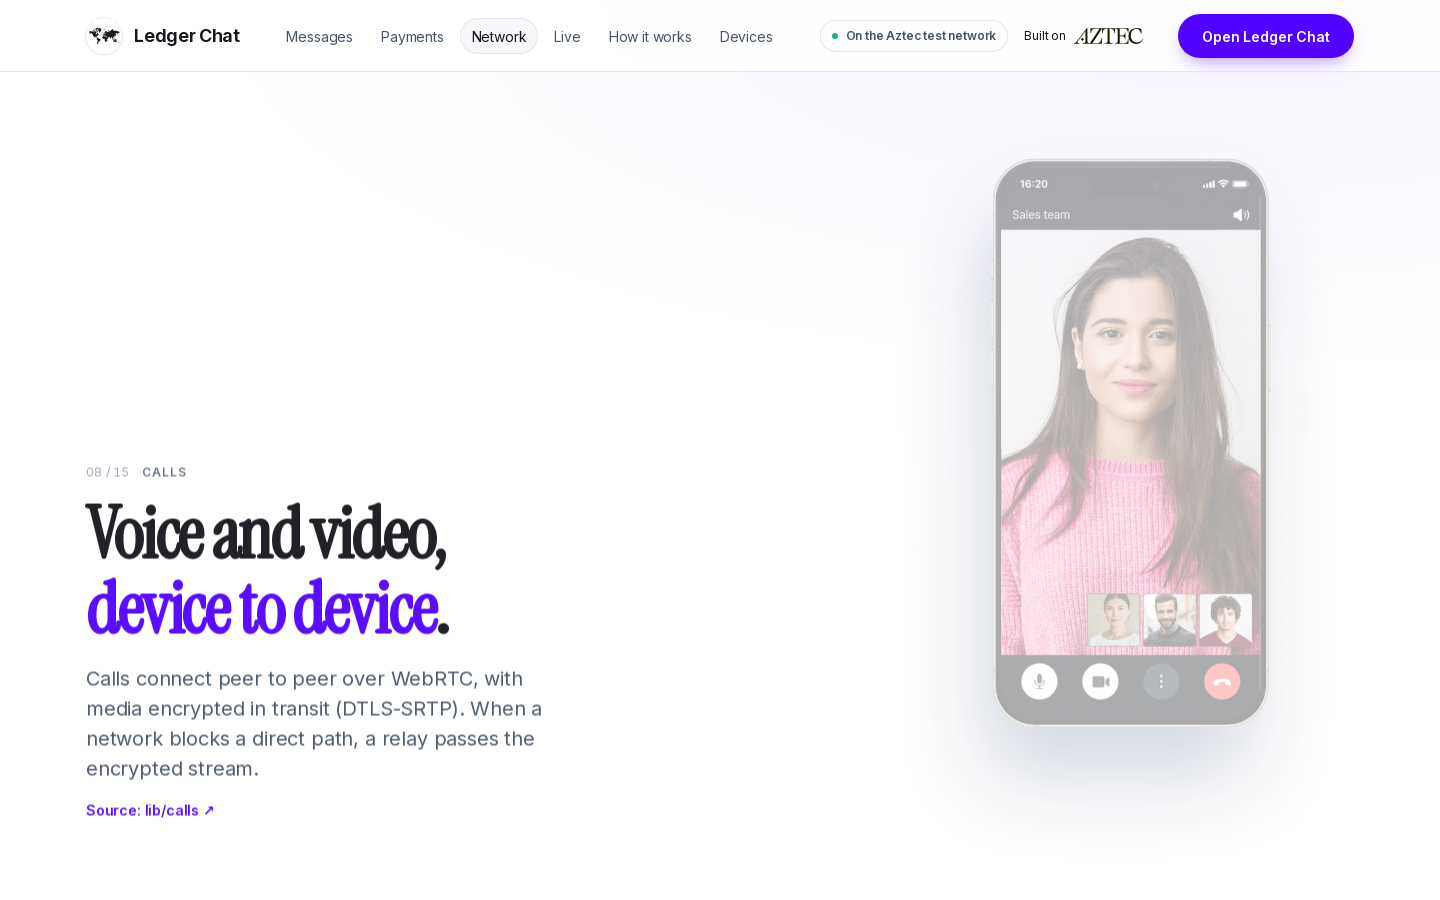 Ledger Chat
Messages
Payments
Network
Live
How it works
Devices
On the Aztec test network
Built on AZTEC
Open Ledger Chat
16:20
Sales team
08 / 15 CALLS
Voice and video,
device to device.
Calls connect peer to peer over WebRTC, with
media encrypted in transit (DTLS-SRTP). When a
network blocks a direct path, a relay passes the
encrypted stream.
Source: lib/calls ↗